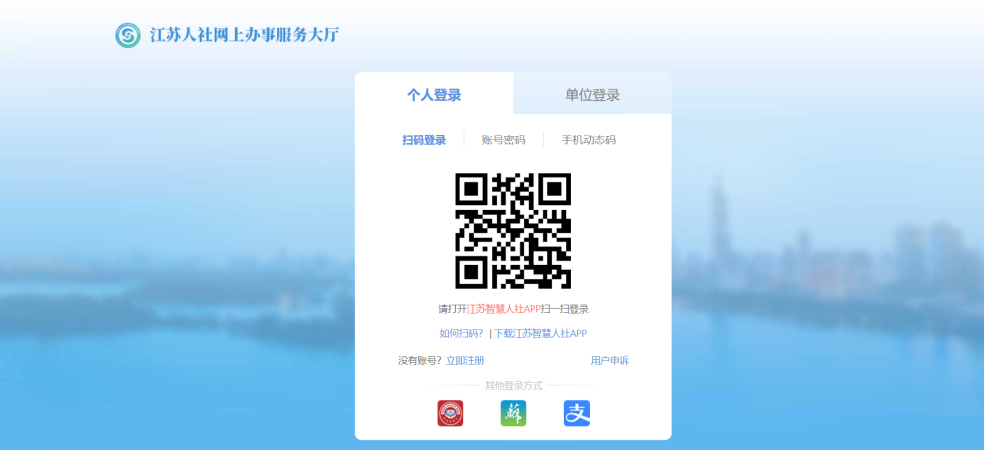 江苏人社网上办事服务大厅
个人登录 单位登录
扫码登录 账号密码 手机动态码
请打开江苏智慧人社APP扫一扫登录
如何扫码？ | 下载江苏智慧人社APP
没有账号？立即注册 用户申诉
其他登录方式
蘇
支